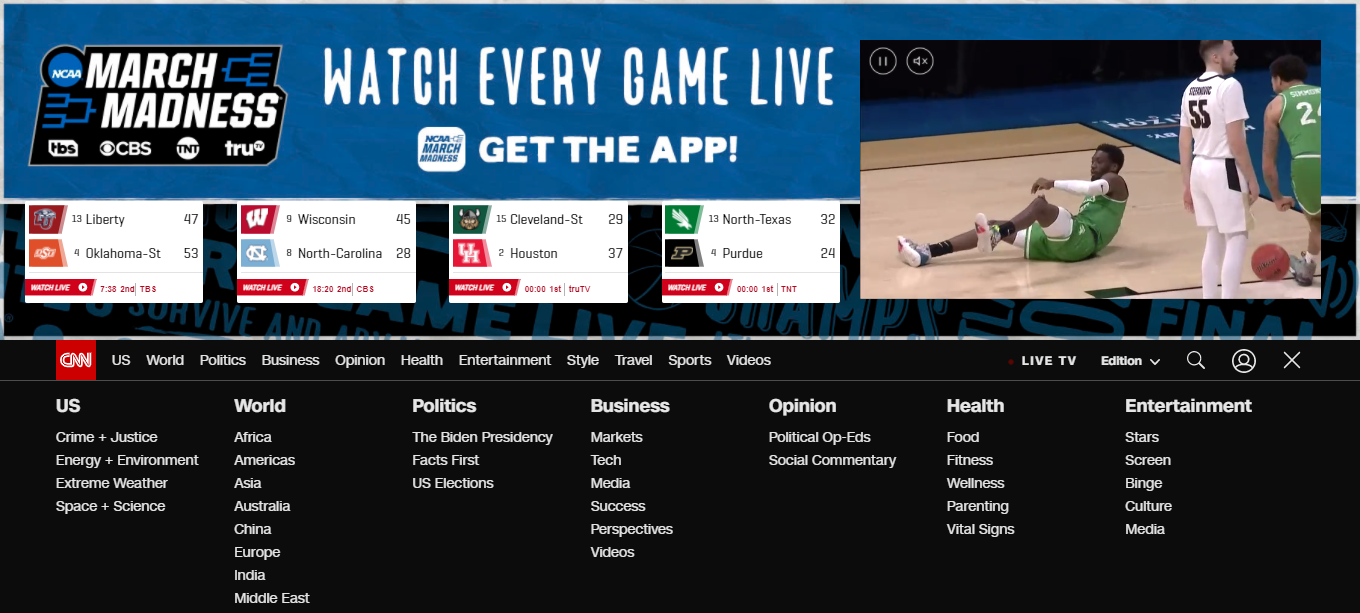 NCAA MARCH MADNESS
tbs CBS TNT truTV
WATCH EVERY GAME LIVE
NCAA MARCH MADNESS
GET THE APP!
STEFANOVIC
55
2
13 Liberty 47
4 Oklahoma-St 53
WATCH LIVE 7:38 2nd TBS
9 Wisconsin 45
8 North-Carolina 28
WATCH LIVE 18:20 2nd CBS
15 Cleveland-St 29
2 Houston 37
WATCH LIVE 00:00 1st truTV
13 North-Texas 32
4 Purdue 24
WATCH LIVE 00:00 1st TNT
SURVIVE AND
GAME LIVE
CHAMPS
FINAL
CNN US World Politics Business Opinion Health Entertainment Style Travel Sports Videos LIVE TV Edition
US
Crime + Justice
Energy + Environment
Extreme Weather
Space + Science
World
Africa
Americas
Asia
Australia
China
Europe
India
Middle East
Politics
The Biden Presidency
Facts First
US Elections
Business
Markets
Tech
Media
Success
Perspectives
Videos
Opinion
Political Op-Eds
Social Commentary
Health
Food
Fitness
Wellness
Parenting
Vital Signs
Entertainment
Stars
Screen
Binge
Culture
Media